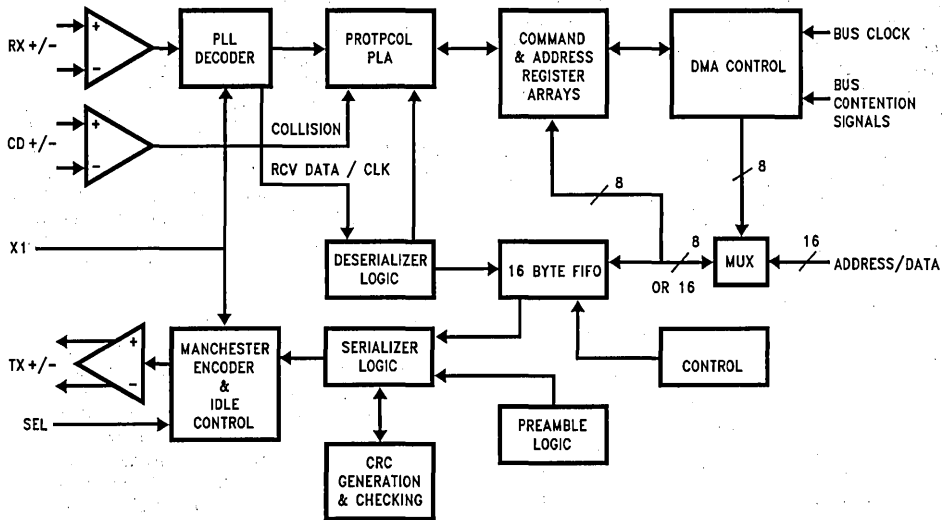 RX +/-
+
−
PLL
DECODER
PROTPCOL
PLA
COMMAND
& ADDRESS
REGISTER
ARRAYS
DMA CONTROL
BUS CLOCK
BUS
CONTENTION
SIGNALS
CD +/-
+
−
COLLISION
RCV DATA / CLK
8
8
X1
DESERIALIZER
LOGIC
16 BYTE FIFO
8
OR 16
MUX
16
ADDRESS/DATA
TX +/-
+
−
MANCHESTER
ENCODER
&
IDLE
CONTROL
SERIALIZER
LOGIC
CONTROL
SEL
PREAMBLE
LOGIC
CRC
GENERATION
& CHECKING